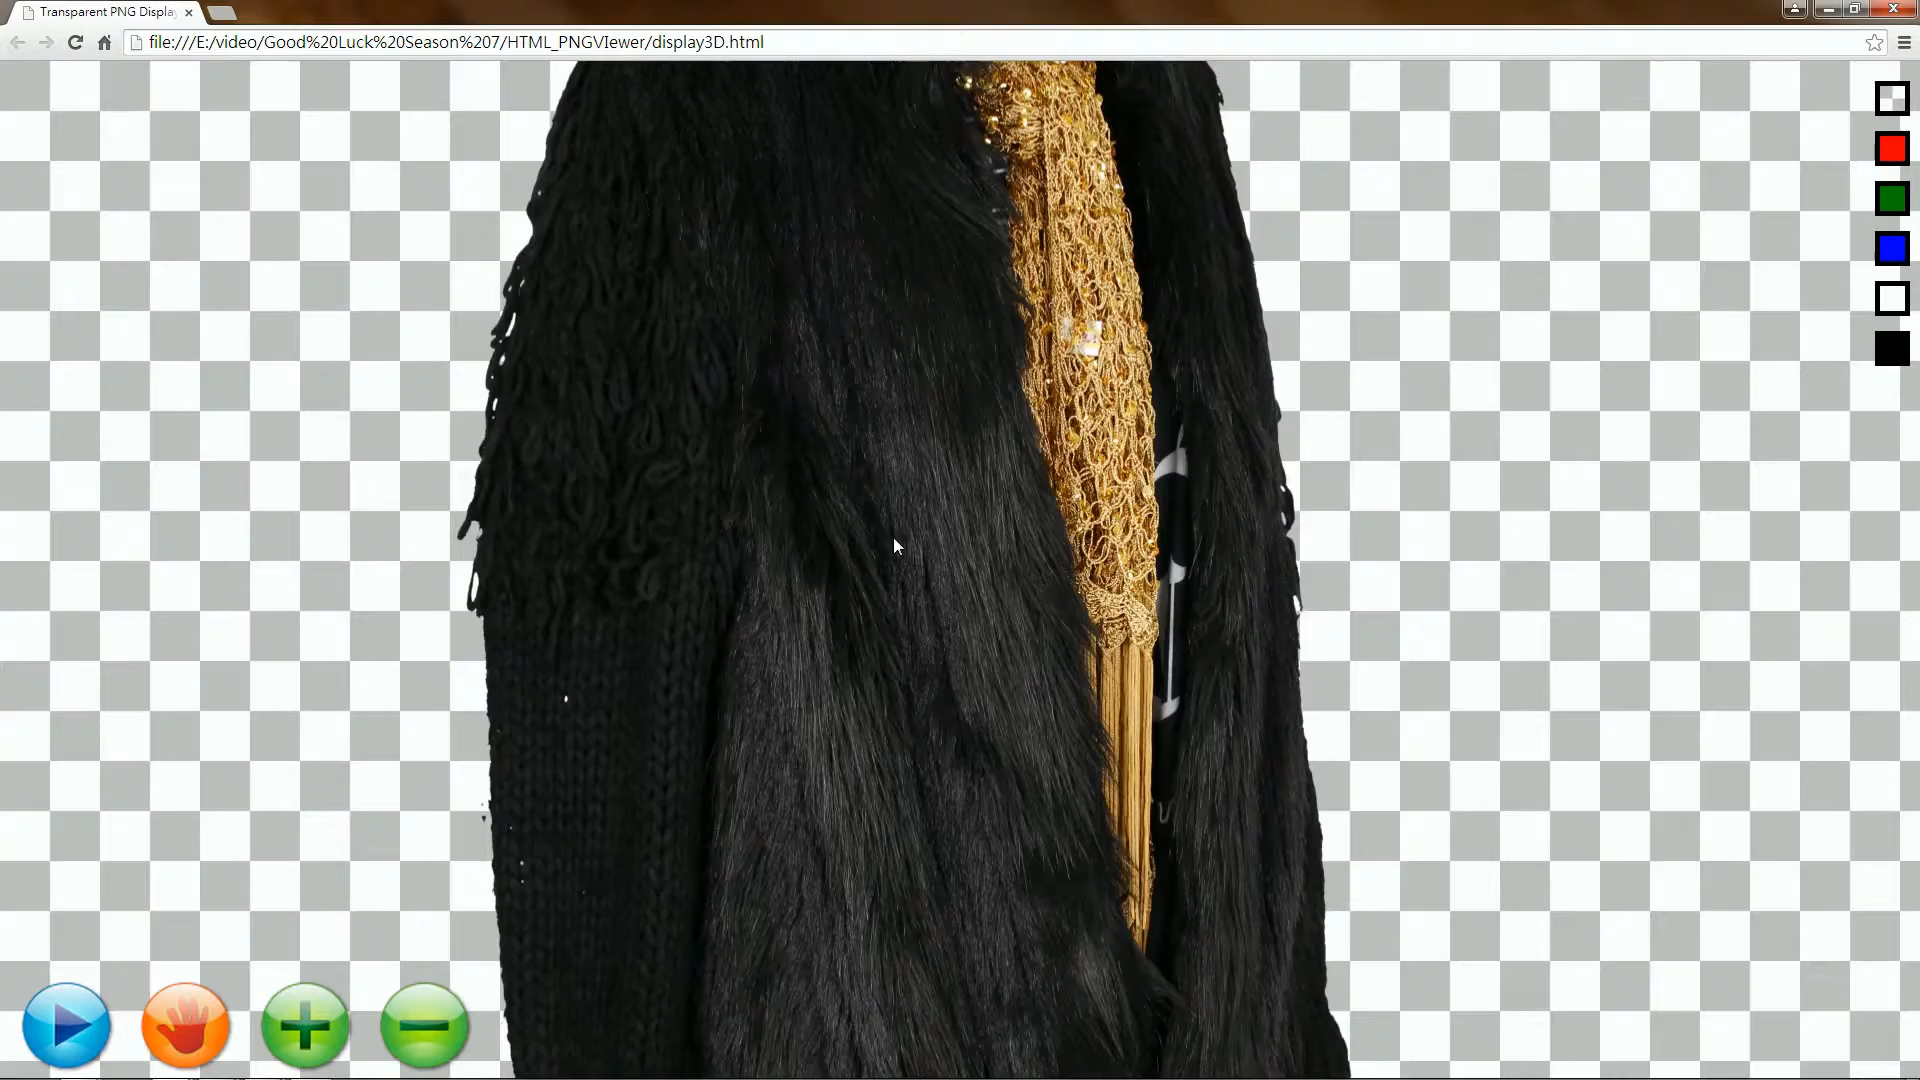 Transparent PNG Displa
file:///E:/video/Good%20Luck%20Season%207/HTML_PNGVIewer/display3D.html